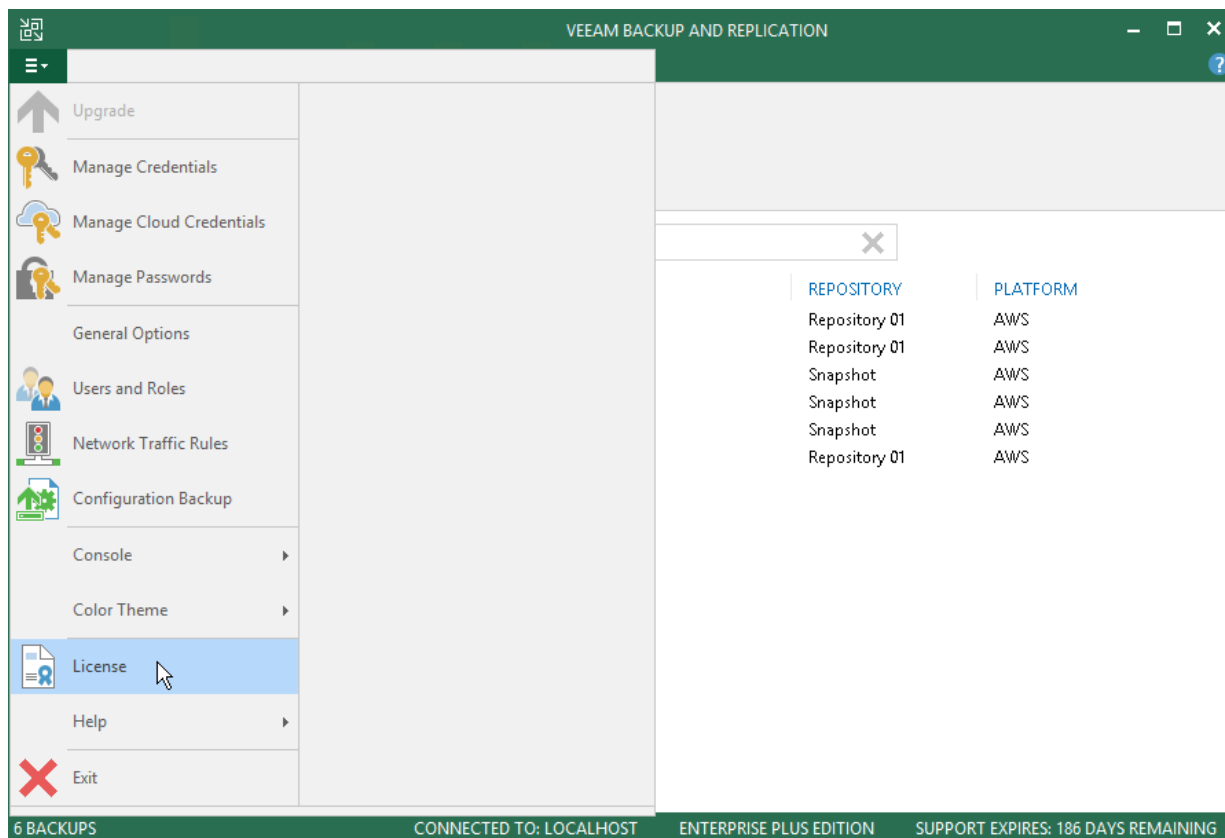 VEEAM BACKUP AND REPLICATION
?
Upgrade
Manage Credentials
Manage Cloud Credentials
Manage Passwords
General Options
Users and Roles
Network Traffic Rules
Configuration Backup
Console
Color Theme
License
Help
Exit
REPOSITORY PLATFORM
Repository 01 AWS
Repository 01 AWS
Snapshot AWS
Snapshot AWS
Snapshot AWS
Repository 01 AWS
6 BACKUPS CONNECTED TO: LOCALHOST ENTERPRISE PLUS EDITION SUPPORT EXPIRES: 186 DAYS REMAINING